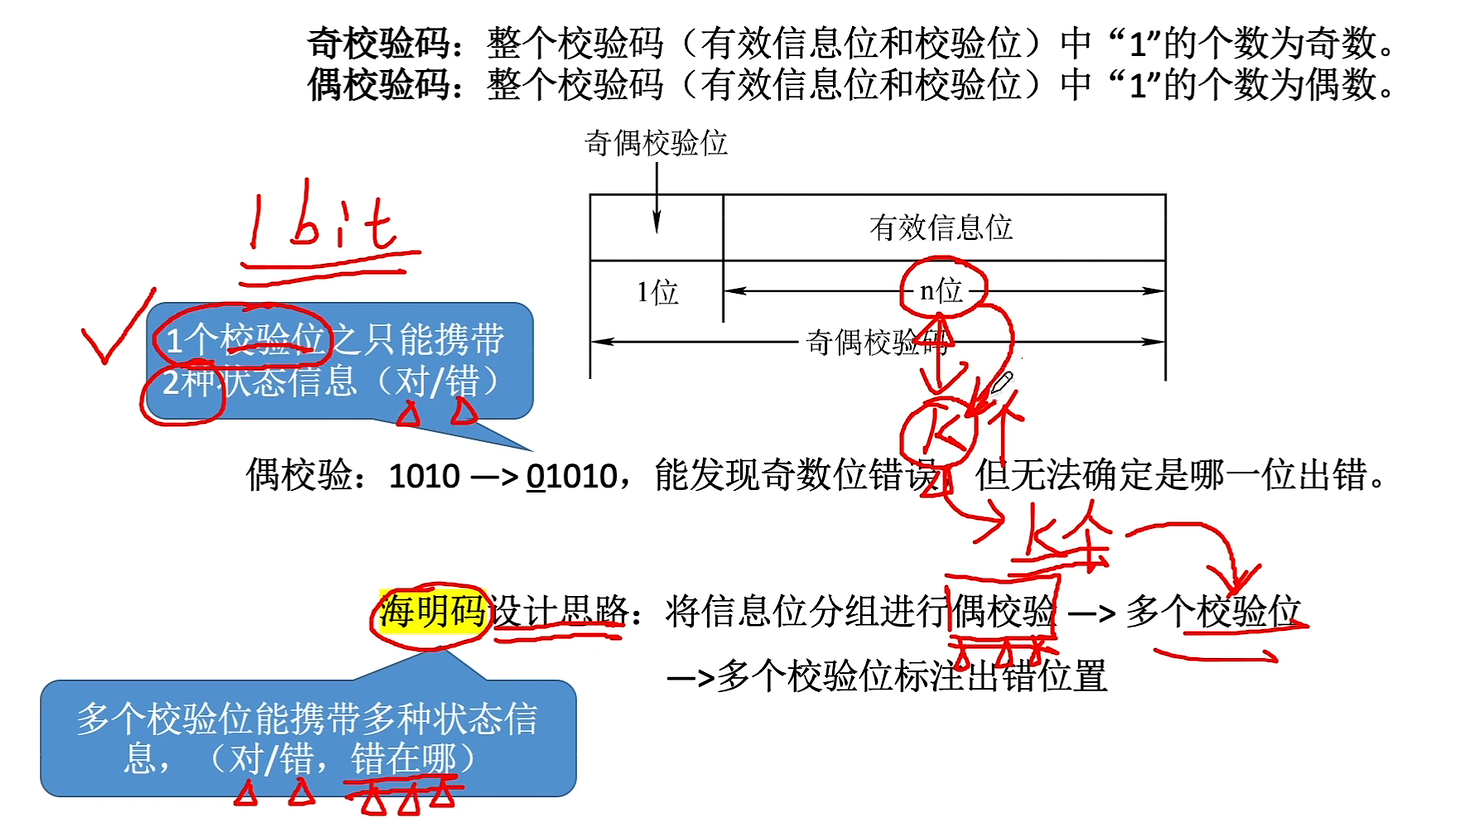 奇校验码：整个校验码（有效信息位和校验位）中“1”的个数为奇数。
偶校验码：整个校验码（有效信息位和校验位）中“1”的个数为偶数。
奇偶校验位
有效信息位
1位
n位
奇偶校验码
1bit
1个校验位之只能携带
2种状态信息（对/错）
K个
偶校验：1010 —> 01010，能发现奇数位错误，但无法确定是哪一位出错。
K个
海明码设计思路：将信息位分组进行偶校验 —> 多个校验位
—>多个校验位标注出错位置
多个校验位能携带多种状态信
息，（对/错，错在哪）